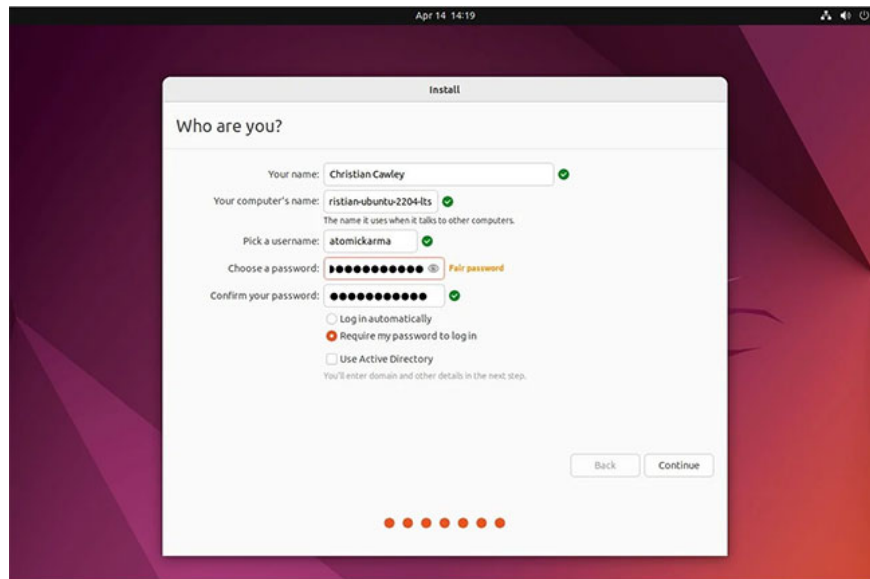 Apr 14 14:19
Install
Who are you?
Your name: Christian Cawley
Your computer's name: ristian-ubuntu-2204-lts
The name it uses when it talks to other computers.
Pick a username: atomickarma
Choose a password: ●●●●●●●●●●●● Fair password
Confirm your password: ●●●●●●●●●●●
Log in automatically
Require my password to log in
Use Active Directory
You'll enter domain and other details in the next step.
Back Continue